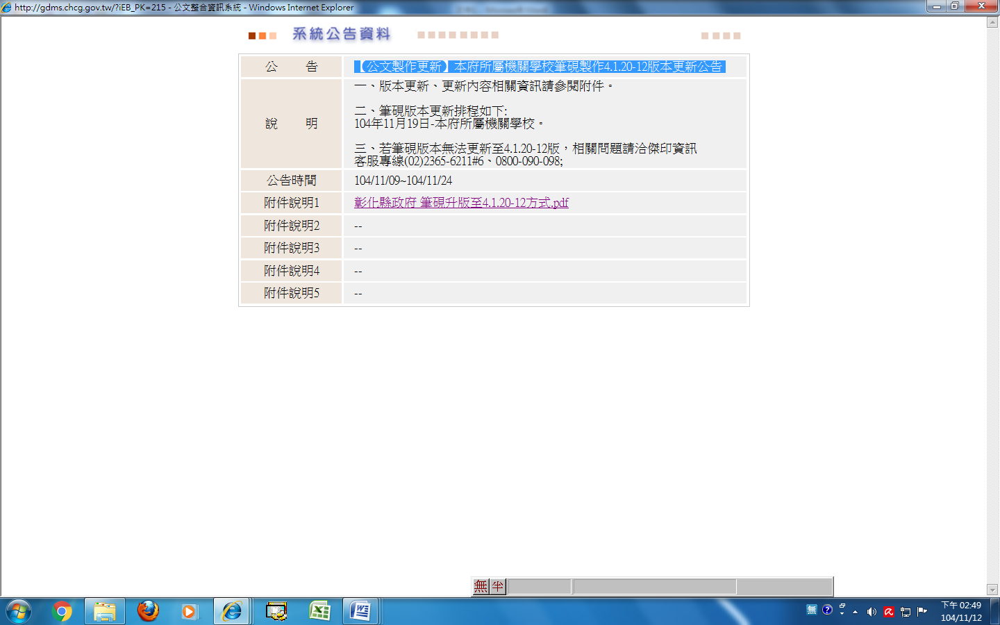 http://gdms.chcg.gov.tw/?iEB_PK=215 - 公文整合資訊系統 - Windows Internet Explorer
系統公告資料
公 告 【公文製作更新】本府所屬機關學校筆硯製作4.1.20-12版本更新公告
一、版本更新、更新內容相關資訊請參閱附件。
二、筆硯版本更新排程如下:
說 明 104年11月19日-本府所屬機關學校。
三、若筆硯版本無法更新至4.1.20-12版，相關問題請洽傑印資訊
客服專線(02)2365-6211#6、0800-090-098;
公告時間 104/11/09~104/11/24
附件說明1 彰化縣政府 筆硯升版至4.1.20-12方式.pdf
附件說明2 --
附件說明3 --
附件說明4 --
附件說明5 --
無 半
無
下午 02:49
104/11/12